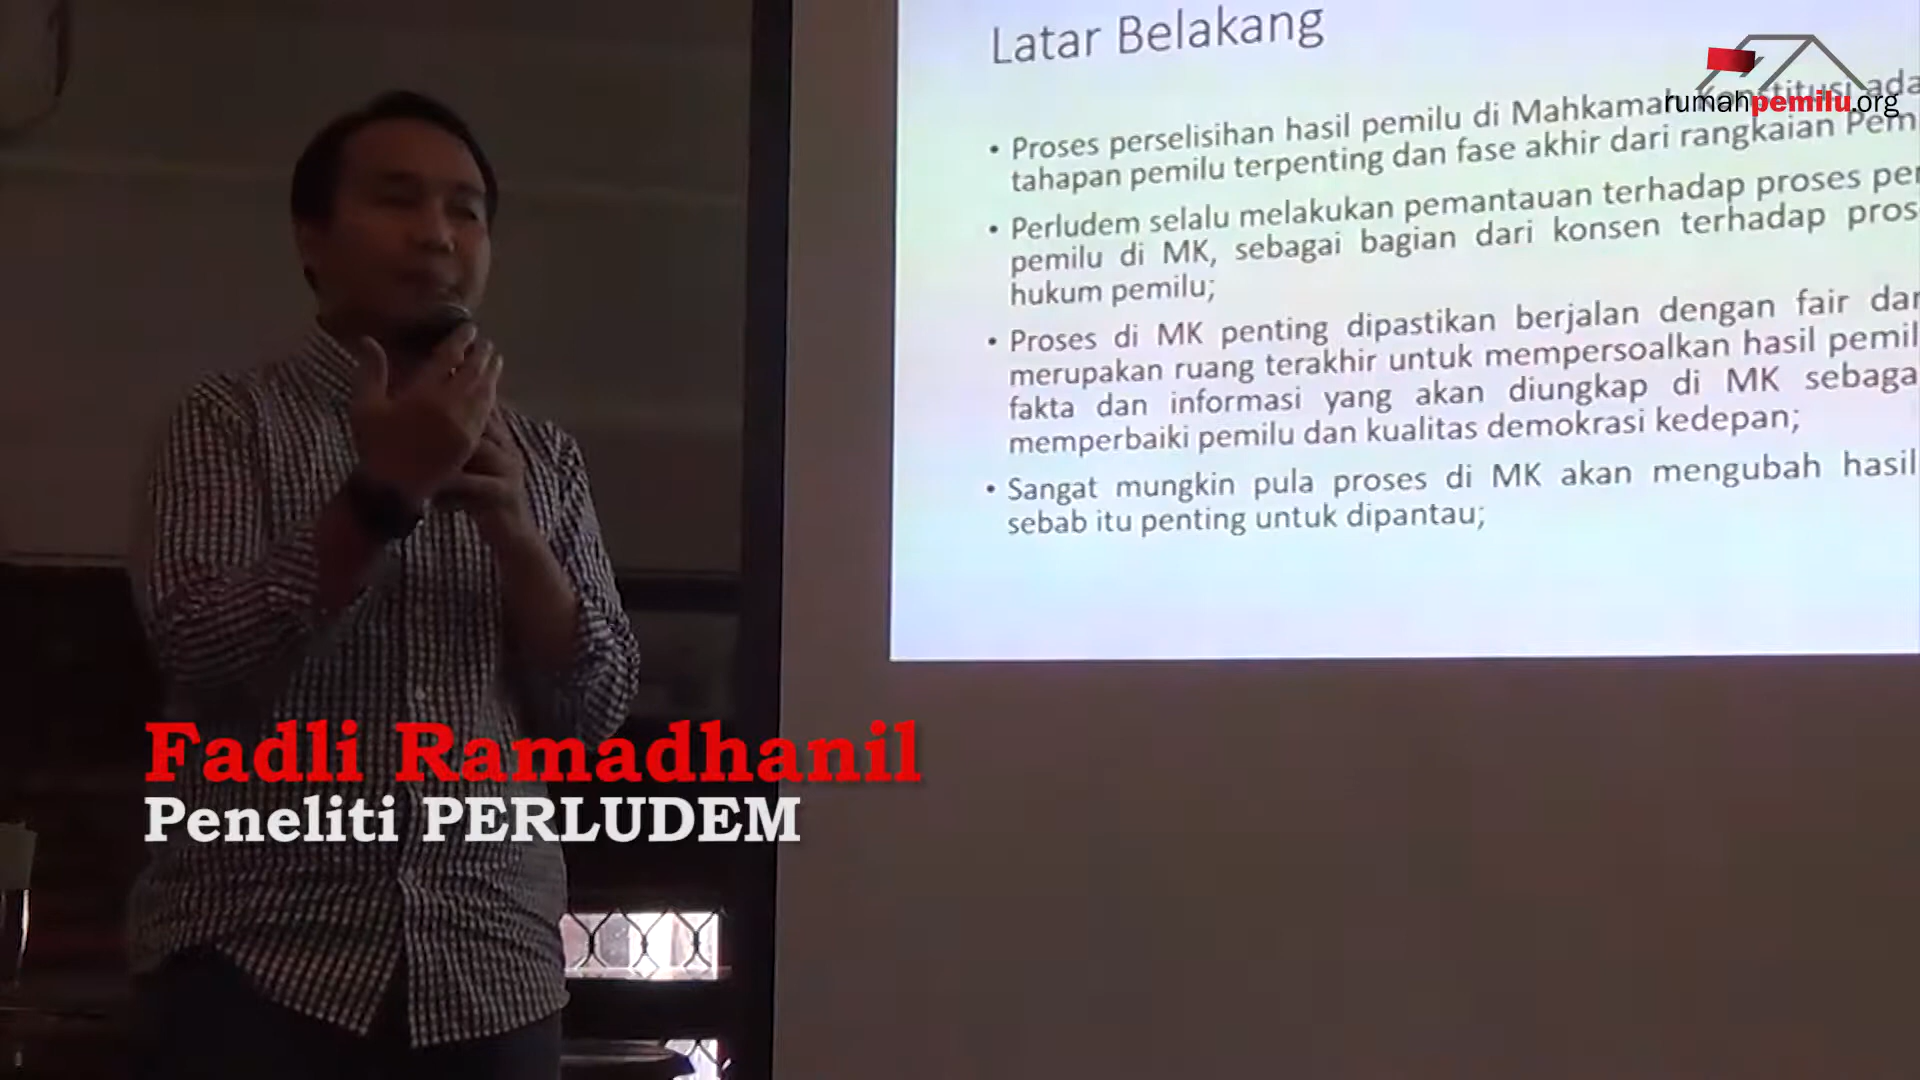 Latar Belakang
rumahpemilu.org
• Proses perselisihan hasil pemilu di Mahkamah Konstitusi
tahapan pemilu terpenting dan fase akhir dari rangkaian
• Perludem selalu melakukan pemantauan terhadap proses
pemilu di MK, sebagai bagian dari konsen terhadap
hukum pemilu;
• Proses di MK penting dipastikan berjalan dengan fair
merupakan ruang terakhir untuk mempersoalkan hasil
fakta dan informasi yang akan diungkap di MK
memperbaiki pemilu dan kualitas demokrasi kedepan;
• Sangat mungkin pula proses di MK akan mengubah hasil
sebab itu penting untuk dipantau;
Fadli Ramadhanil
Peneliti PERLUDEM